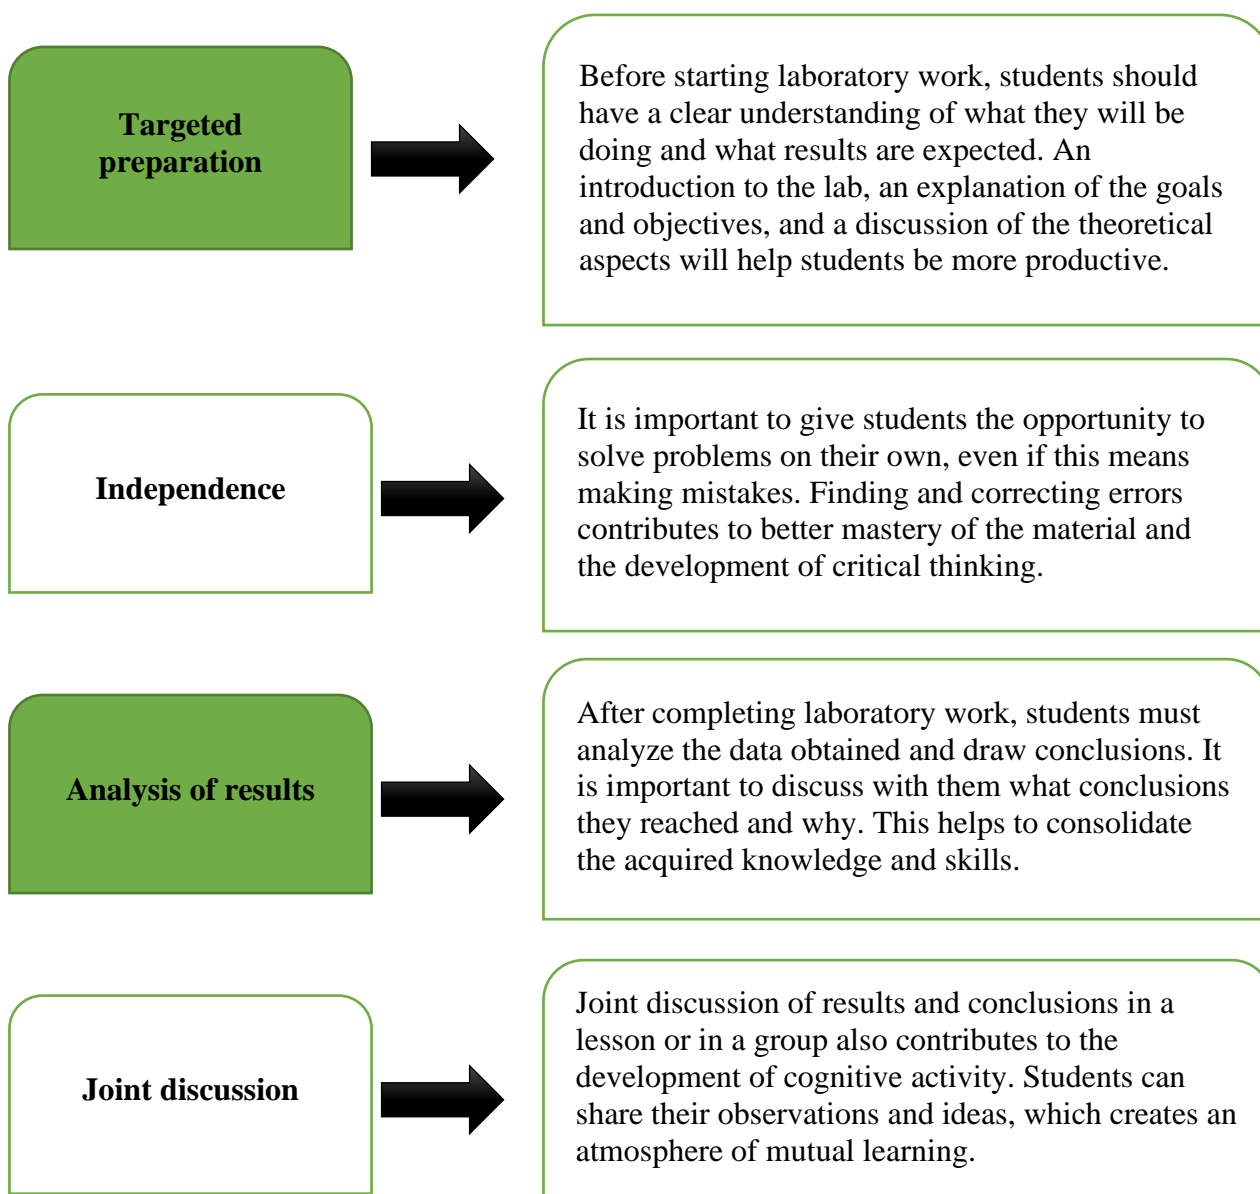 Targeted
preparation
Before starting laboratory work, students should
have a clear understanding of what they will be
doing and what results are expected. An
introduction to the lab, an explanation of the goals
and objectives, and a discussion of the theoretical
aspects will help students be more productive.
Independence
It is important to give students the opportunity to
solve problems on their own, even if this means
making mistakes. Finding and correcting errors
contributes to better mastery of the material and
the development of critical thinking.
Analysis of results
After completing laboratory work, students must
analyze the data obtained and draw conclusions. It
is important to discuss with them what conclusions
they reached and why. This helps to consolidate
the acquired knowledge and skills.
Joint discussion
Joint discussion of results and conclusions in a
lesson or in a group also contributes to the
development of cognitive activity. Students can
share their observations and ideas, which creates an
atmosphere of mutual learning.